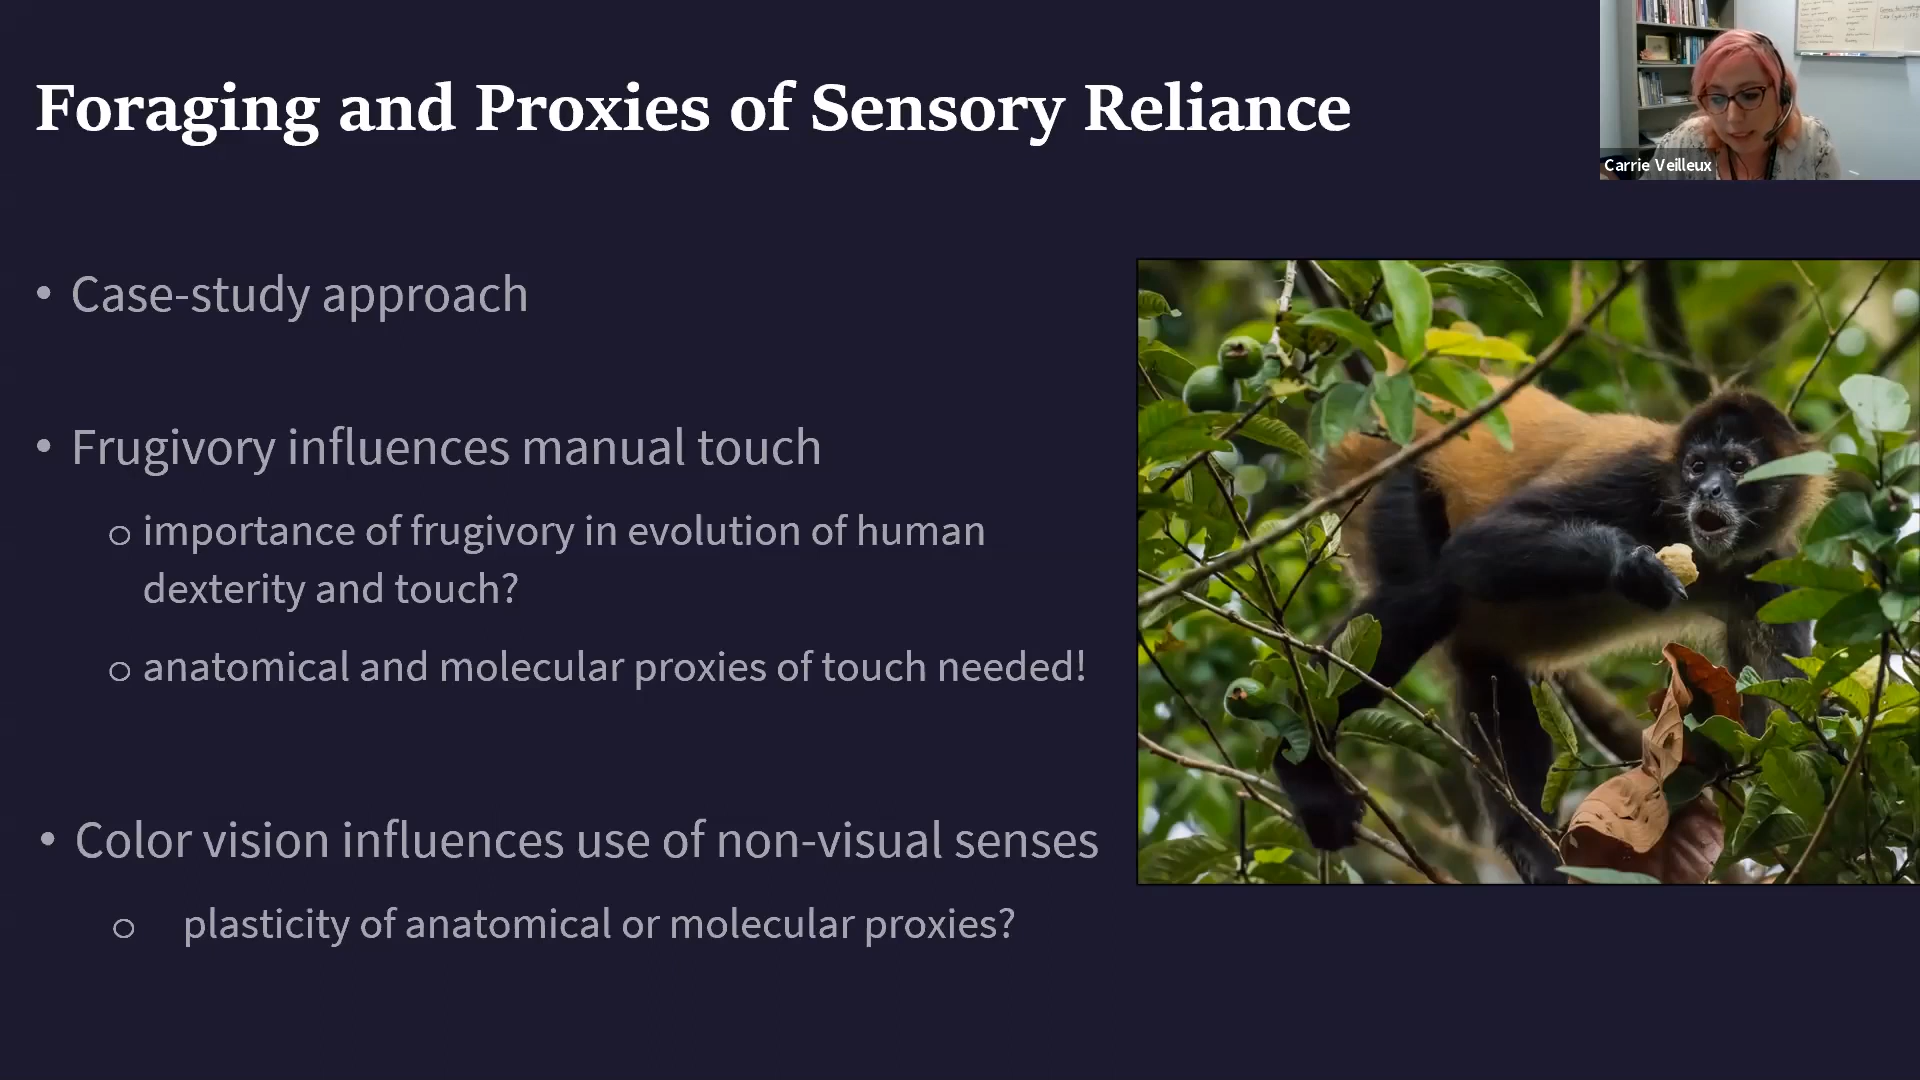 Foraging and Proxies of Sensory Reliance
Carrie Veilleux
• Case-study approach
• Frugivory influences manual touch
o importance of frugivory in evolution of human
dexterity and touch?
o anatomical and molecular proxies of touch needed!
• Color vision influences use of non-visual senses
o plasticity of anatomical or molecular proxies?